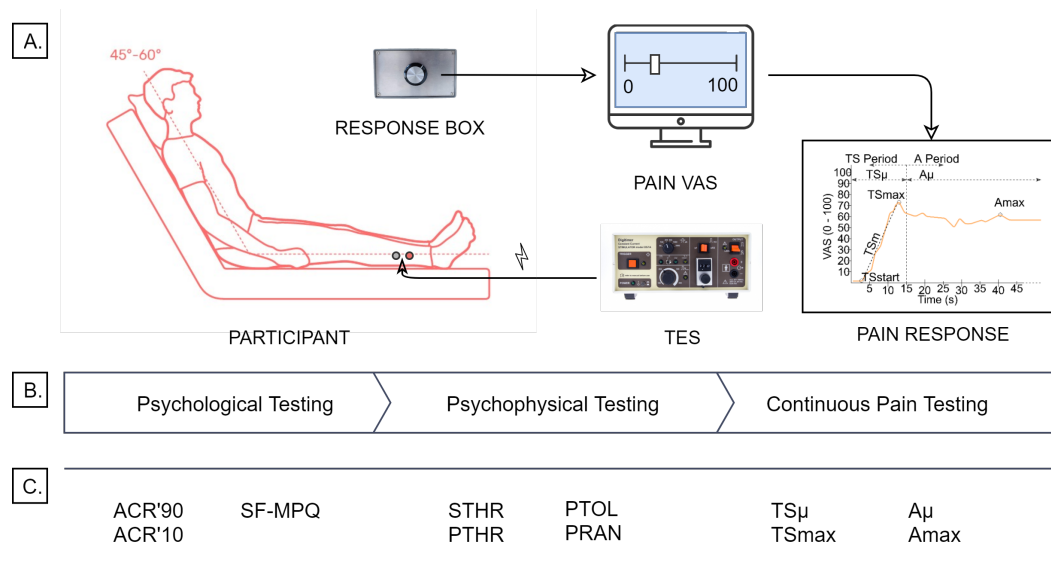 A.
45°-60°
RESPONSE BOX
0
100
PAIN VAS
PARTICIPANT
TES
TS Period
A Period
TSμ
Aμ
100
90
80
70
60
50
40
30
20
10
VAS (0 - 100)
TSmax
Amax
TSm
TSstart
5 10 15 20 25 30 35 40 45
Time (s)
PAIN RESPONSE
B.
Psychological Testing
Psychophysical Testing
Continuous Pain Testing
C.
ACR'90 SF-MPQ STHR PTOL TSμ Aμ
ACR'10 PTHR PRAN TSmax Amax